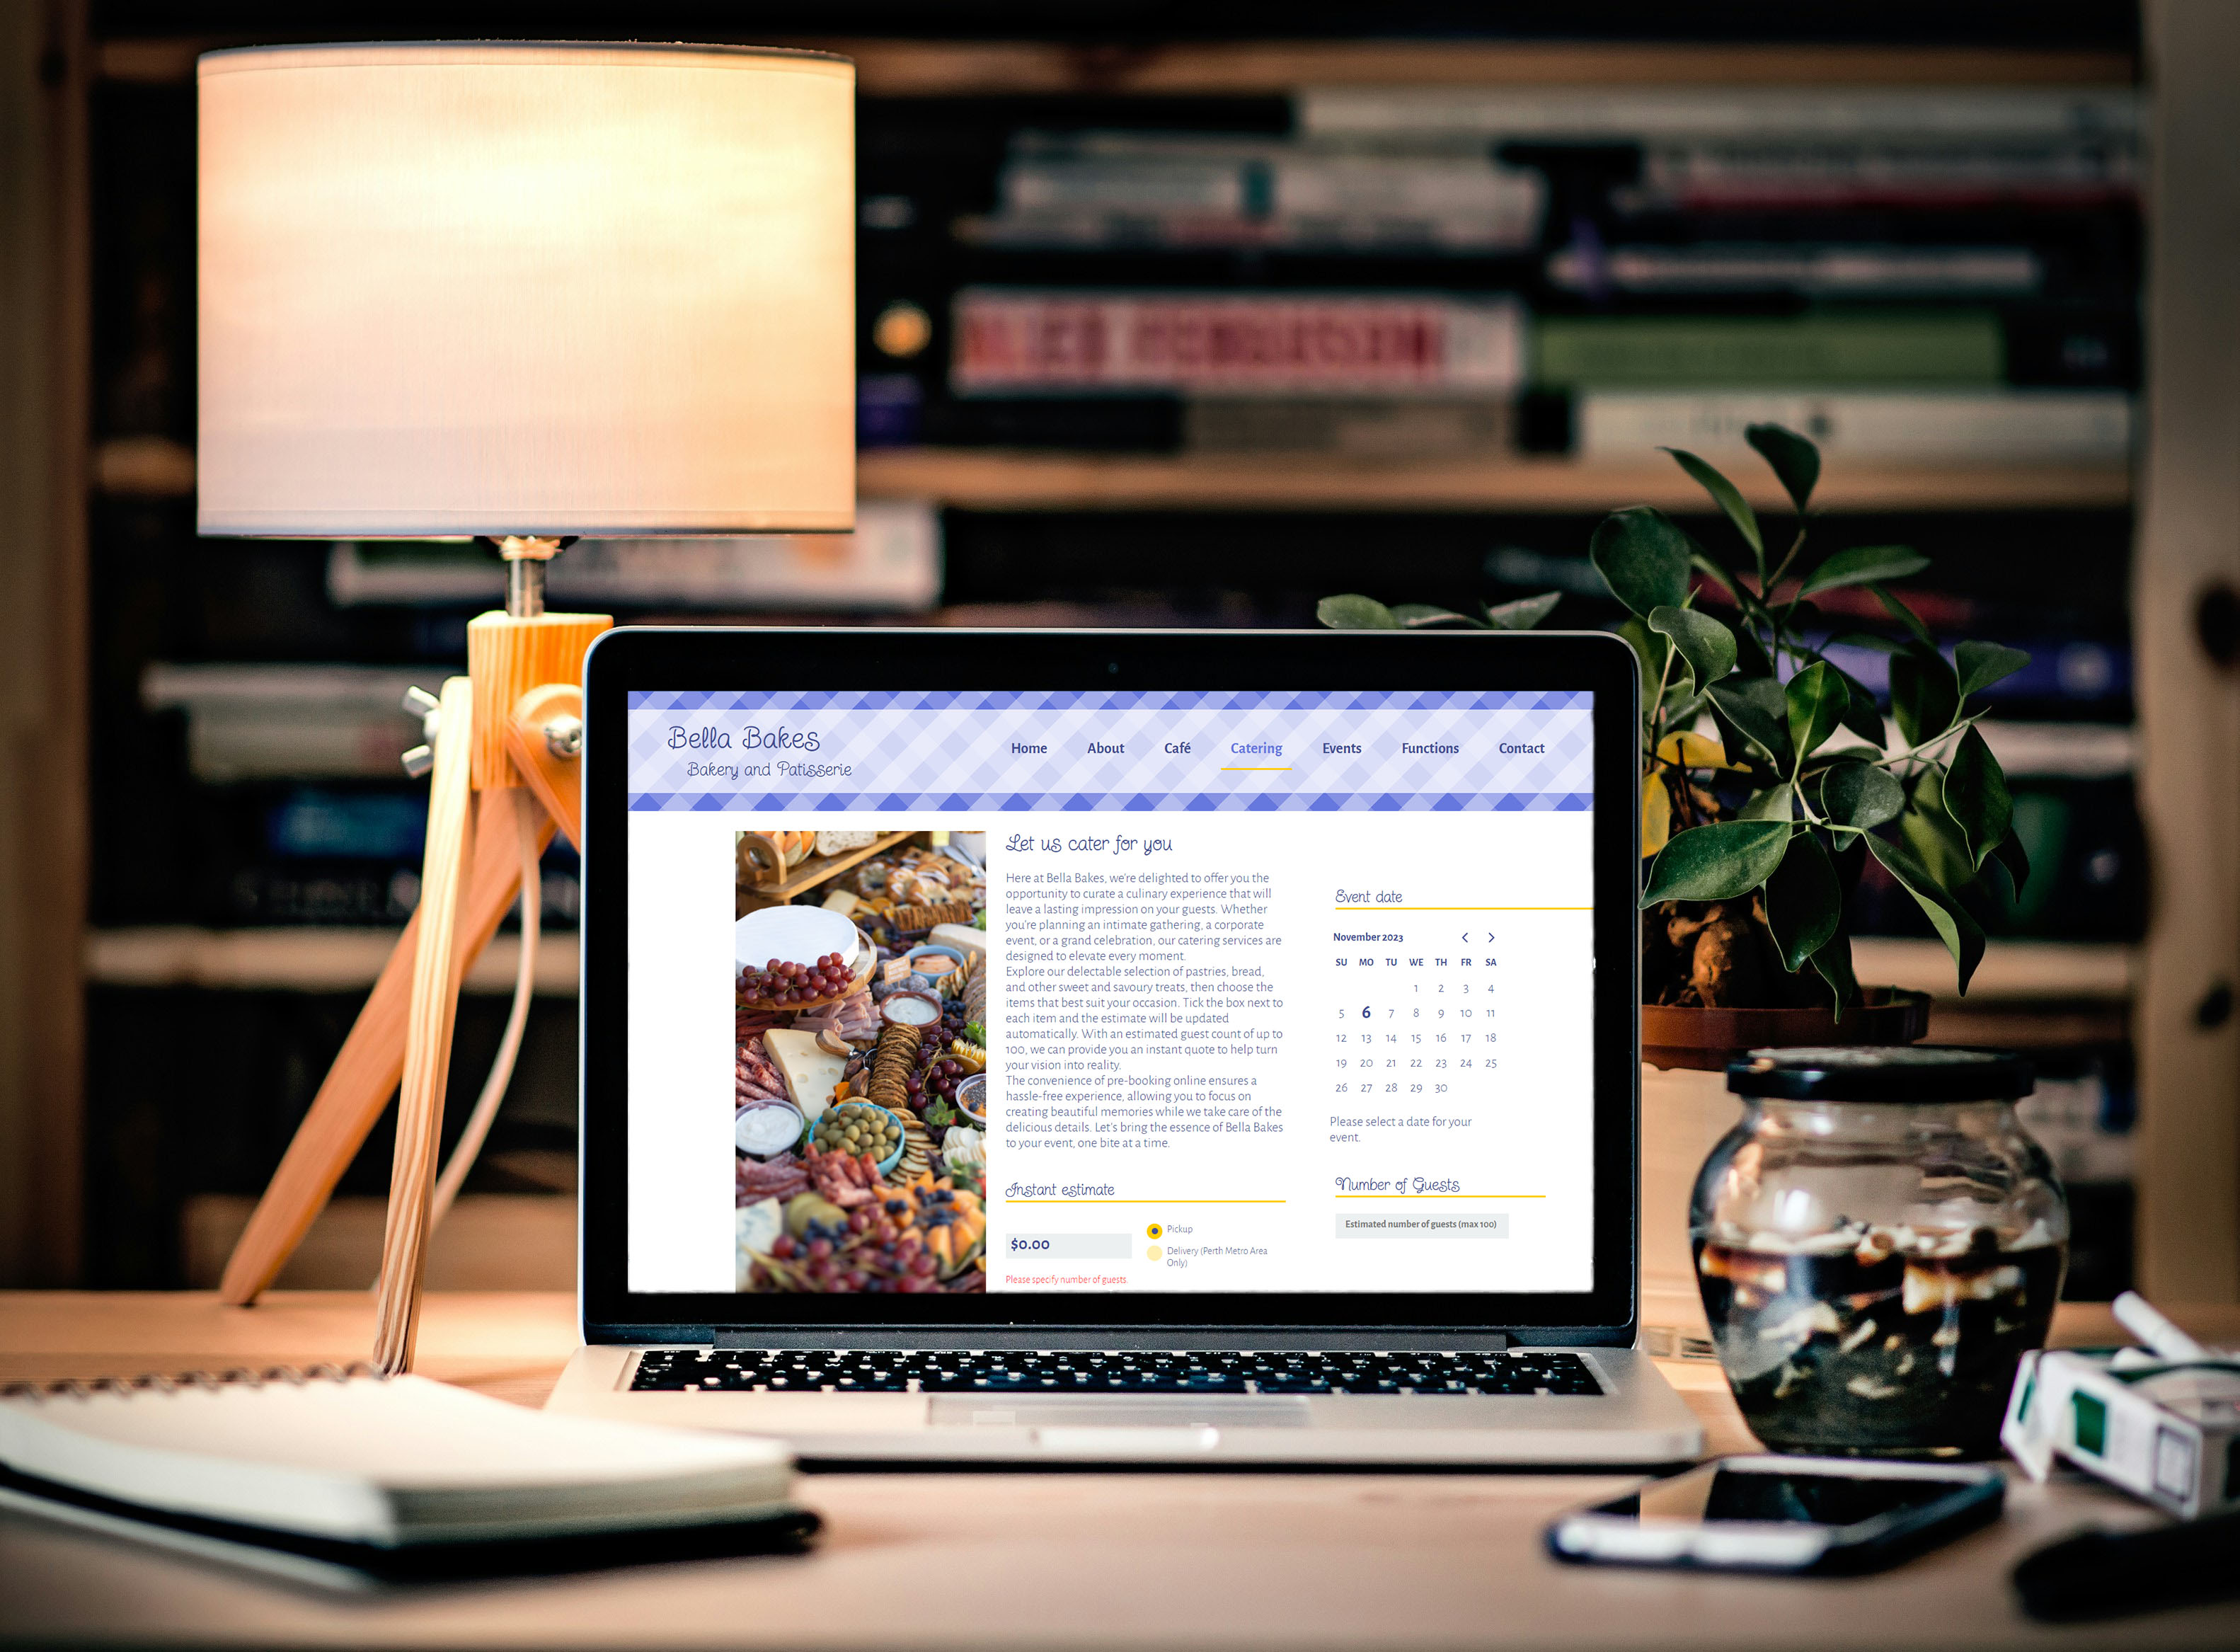 Bella Bakes
Bakery and Patisserie
Home About Café Catering Events Functions Contact
Let us cater for you
Here at Bella Bakes, we're delighted to offer you the
opportunity to curate a culinary experience that will
leave a lasting impression on your guests. Whether
you're planning an intimate gathering, a corporate
event, or a grand celebration, our catering services are
designed to elevate every moment.
Explore our delectable selection of pastries, bread,
and other sweet and savoury treats, then choose the
items that best suit your occasion. Tick the box next to
each item and the estimate will be updated
automatically. With an estimated guest count of up to
100, we can provide you an instant quote to help turn
your vision into reality.
The convenience of pre-booking online ensures a
hassle-free experience, allowing you to focus on
creating beautiful memories while we take care of the
delicious details. Let's bring the essence of Bella Bakes
to your event, one bite at a time.
Instant estimate
$0.00
Pickup
Delivery (Perth Metro Area
Only)
Please specify number of guests.
Event date
November 2023 < >
SU MO TU WE TH FR SA
1 2 3 4
5 6 7 8 9 10 11
12 13 14 15 16 17 18
19 20 21 22 23 24 25
26 27 28 29 30
Please select a date for your
event.
Number of Guests
Estimated number of guests (max 100)